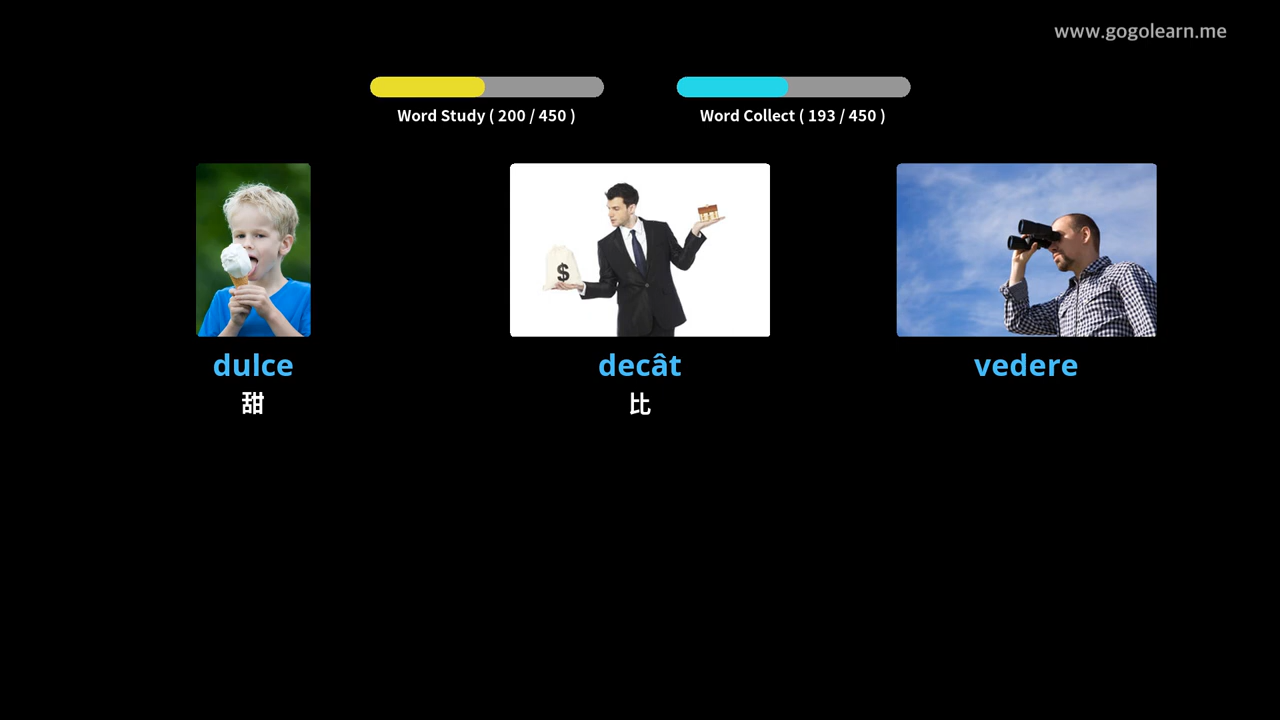 www.gogolearn.me
Word Study ( 200 / 450 )
Word Collect ( 193 / 450 )
$
dulce
decât
vedere
甜
比